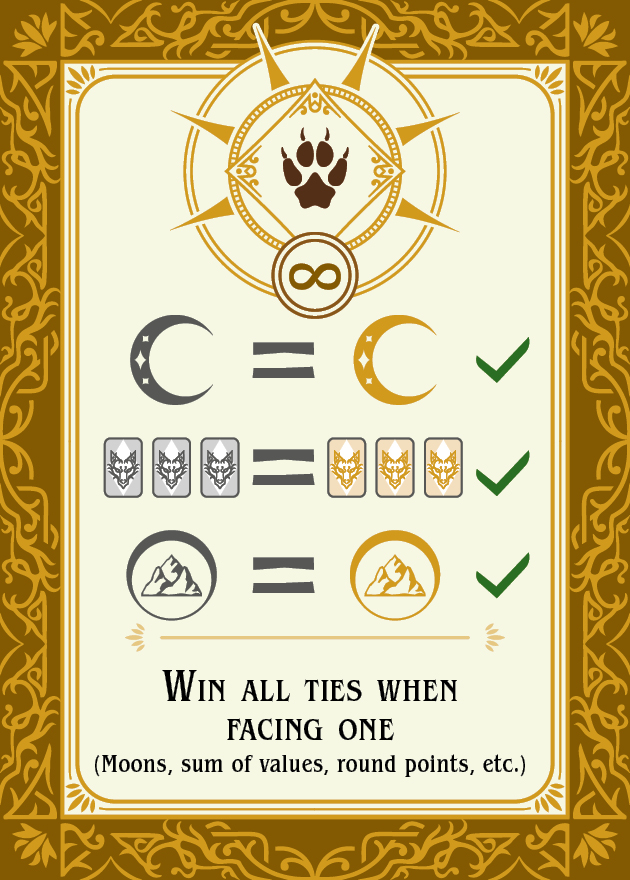 ∞
Win all ties when
facing one
(Moons, sum of values, round points, etc.)